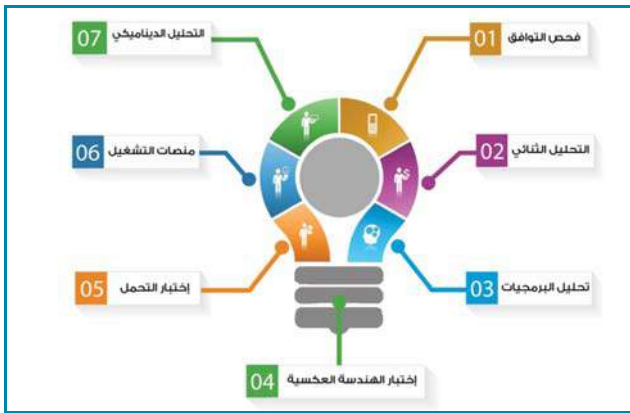 01 فحص التوافق
02 التحليل الثنائي
03 تحليل البرمجيات
04 إختبار الهندسة العكسية
05 إختبار التحمل
06 منصات التشغيل
07 التحليل الديناميكي